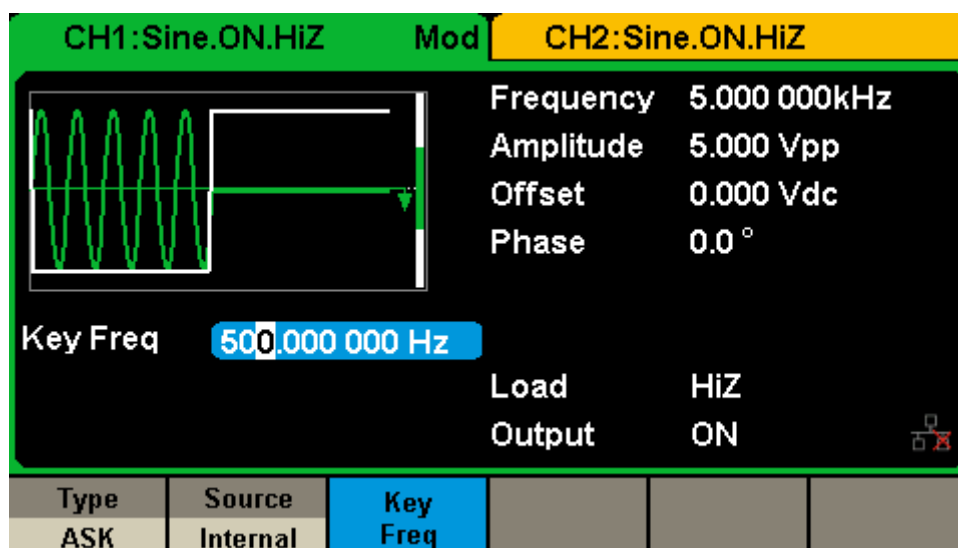 CH1:Sine.ON.HiZ Mod CH2:Sine.ON.HiZ
Frequency 5.000 000kHz
Amplitude 5.000 Vpp
Offset 0.000 Vdc
Phase 0.0 °
Key Freq 500.000 000 Hz
Load HiZ
Output ON
Type Source Key
ASK Internal Freq